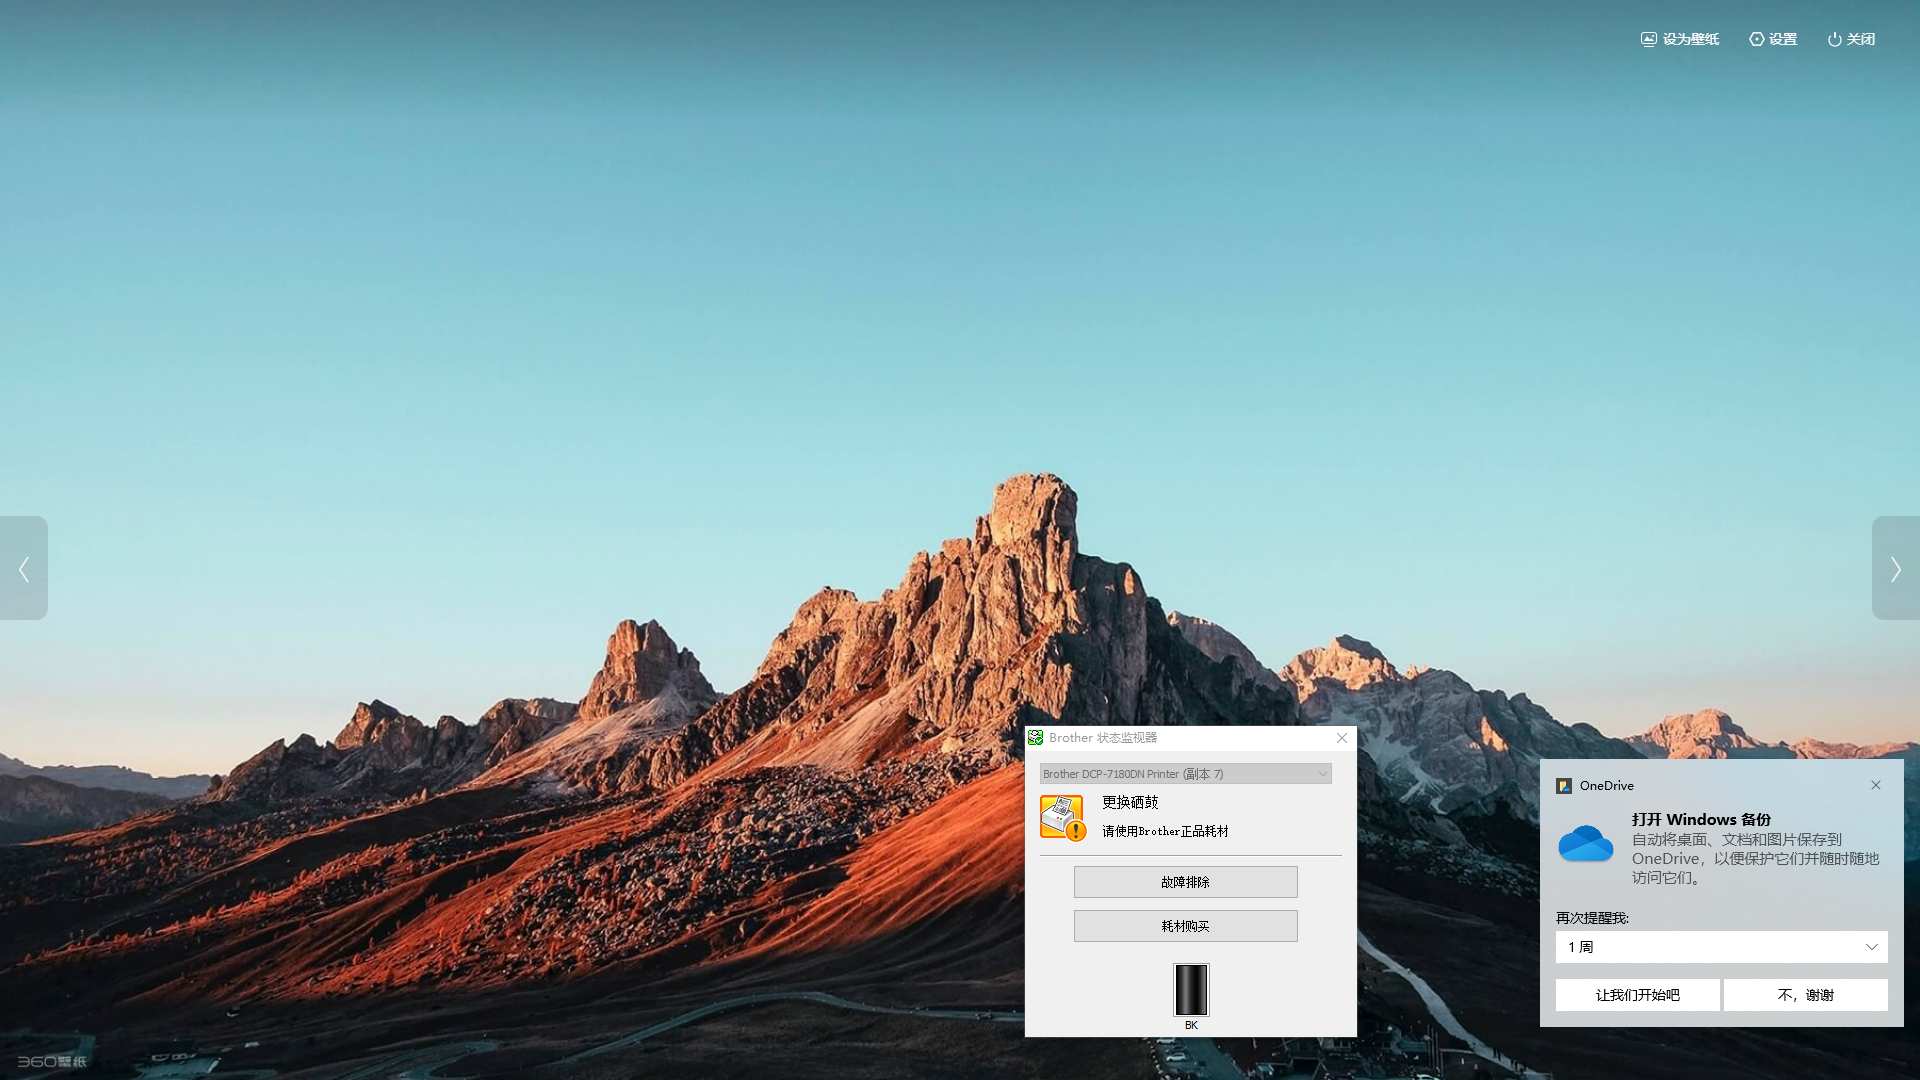 设为壁纸
设置
关闭
Brother 状态监视器
Brother DCP-7180DN Printer (副本 7)
更换硒鼓
请使用Brother正品耗材
故障排除
耗材购买
BK
OneDrive
打开 Windows 备份
自动将桌面、文档和图片保存到
OneDrive，以便保护它们并随时随地
访问它们。
再次提醒我:
1 周
让我们开始吧
不，谢谢
360壁纸